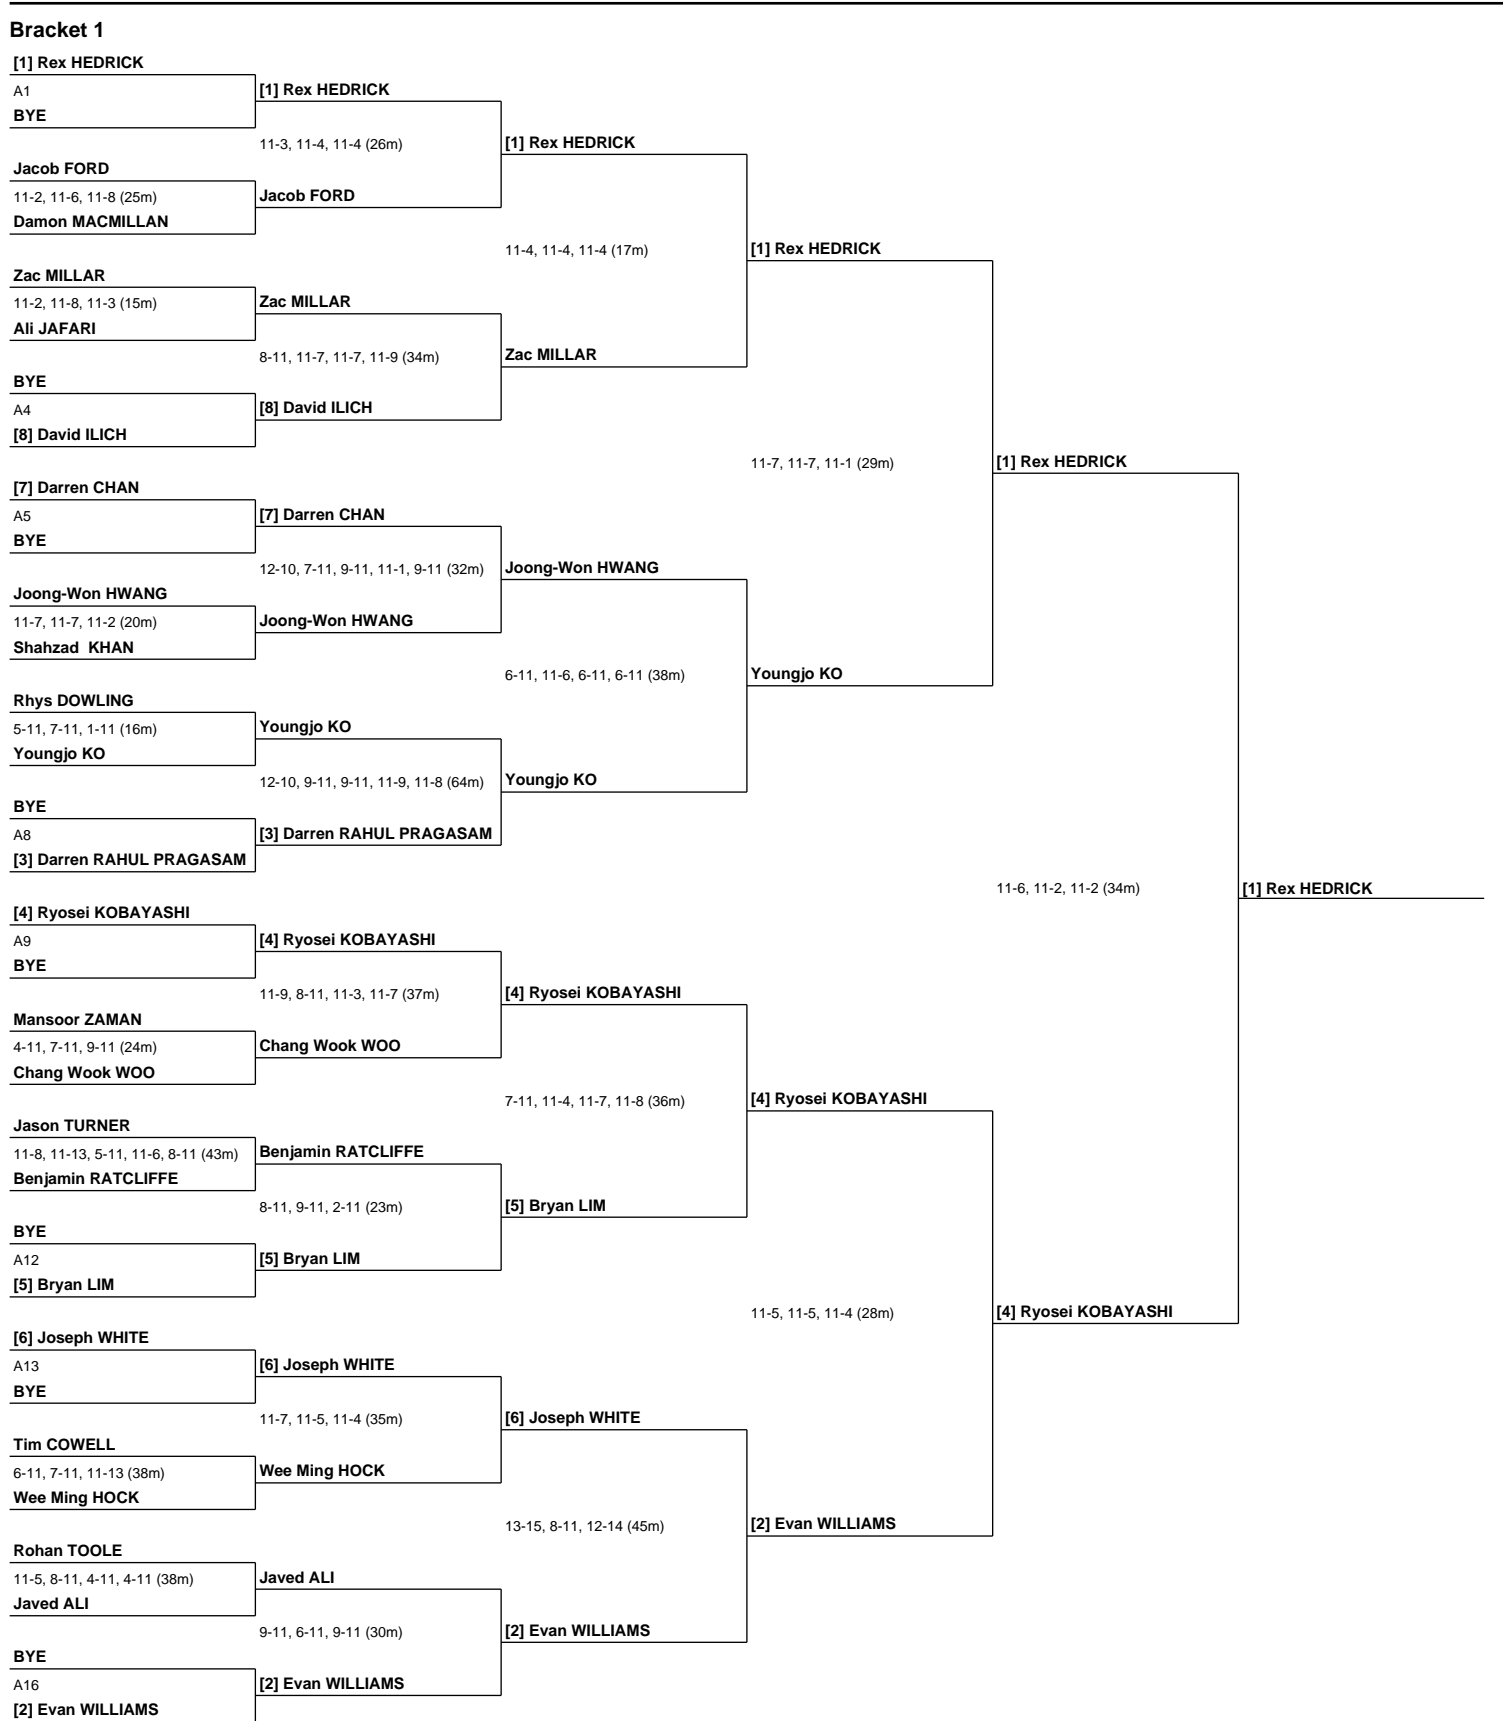 Bracket 1
[1] Rex HEDRICK
A1
[1] Rex HEDRICK
BYE
11-3, 11-4, 11-4 (26m)
[1] Rex HEDRICK
Jacob FORD
11-2, 11-6, 11-8 (25m)
Jacob FORD
Damon MACMILLAN
11-4, 11-4, 11-4 (17m)
[1] Rex HEDRICK
Zac MILLAR
11-2, 11-8, 11-3 (15m)
Zac MILLAR
Ali JAFARI
8-11, 11-7, 11-7, 11-9 (34m)
Zac MILLAR
BYE
A4
[8] David ILICH
[8] David ILICH
11-7, 11-7, 11-1 (29m)
[1] Rex HEDRICK
[7] Darren CHAN
A5
[7] Darren CHAN
BYE
12-10, 7-11, 9-11, 11-1, 9-11 (32m)
Joong-Won HWANG
Joong-Won HWANG
11-7, 11-7, 11-2 (20m)
Joong-Won HWANG
Shahzad  KHAN
6-11, 11-6, 6-11, 6-11 (38m)
Youngjo KO
Rhys DOWLING
5-11, 7-11, 1-11 (16m)
Youngjo KO
Youngjo KO
12-10, 9-11, 9-11, 11-9, 11-8 (64m)
Youngjo KO
BYE
A8
[3] Darren RAHUL PRAGASAM
[3] Darren RAHUL PRAGASAM
11-6, 11-2, 11-2 (34m)
[1] Rex HEDRICK
[4] Ryosei KOBAYASHI
A9
[4] Ryosei KOBAYASHI
BYE
11-9, 8-11, 11-3, 11-7 (37m)
[4] Ryosei KOBAYASHI
Mansoor ZAMAN
4-11, 7-11, 9-11 (24m)
Chang Wook WOO
Chang Wook WOO
7-11, 11-4, 11-7, 11-8 (36m)
[4] Ryosei KOBAYASHI
Jason TURNER
11-8, 11-13, 5-11, 11-6, 8-11 (43m)
Benjamin RATCLIFFE
Benjamin RATCLIFFE
8-11, 9-11, 2-11 (23m)
[5] Bryan LIM
BYE
A12
[5] Bryan LIM
[5] Bryan LIM
11-5, 11-5, 11-4 (28m)
[4] Ryosei KOBAYASHI
[6] Joseph WHITE
A13
[6] Joseph WHITE
BYE
11-7, 11-5, 11-4 (35m)
[6] Joseph WHITE
Tim COWELL
6-11, 7-11, 11-13 (38m)
Wee Ming HOCK
Wee Ming HOCK
13-15, 8-11, 12-14 (45m)
[2] Evan WILLIAMS
Rohan TOOLE
11-5, 8-11, 4-11, 4-11 (38m)
Javed ALI
Javed ALI
9-11, 6-11, 9-11 (30m)
[2] Evan WILLIAMS
BYE
A16
[2] Evan WILLIAMS
[2] Evan WILLIAMS